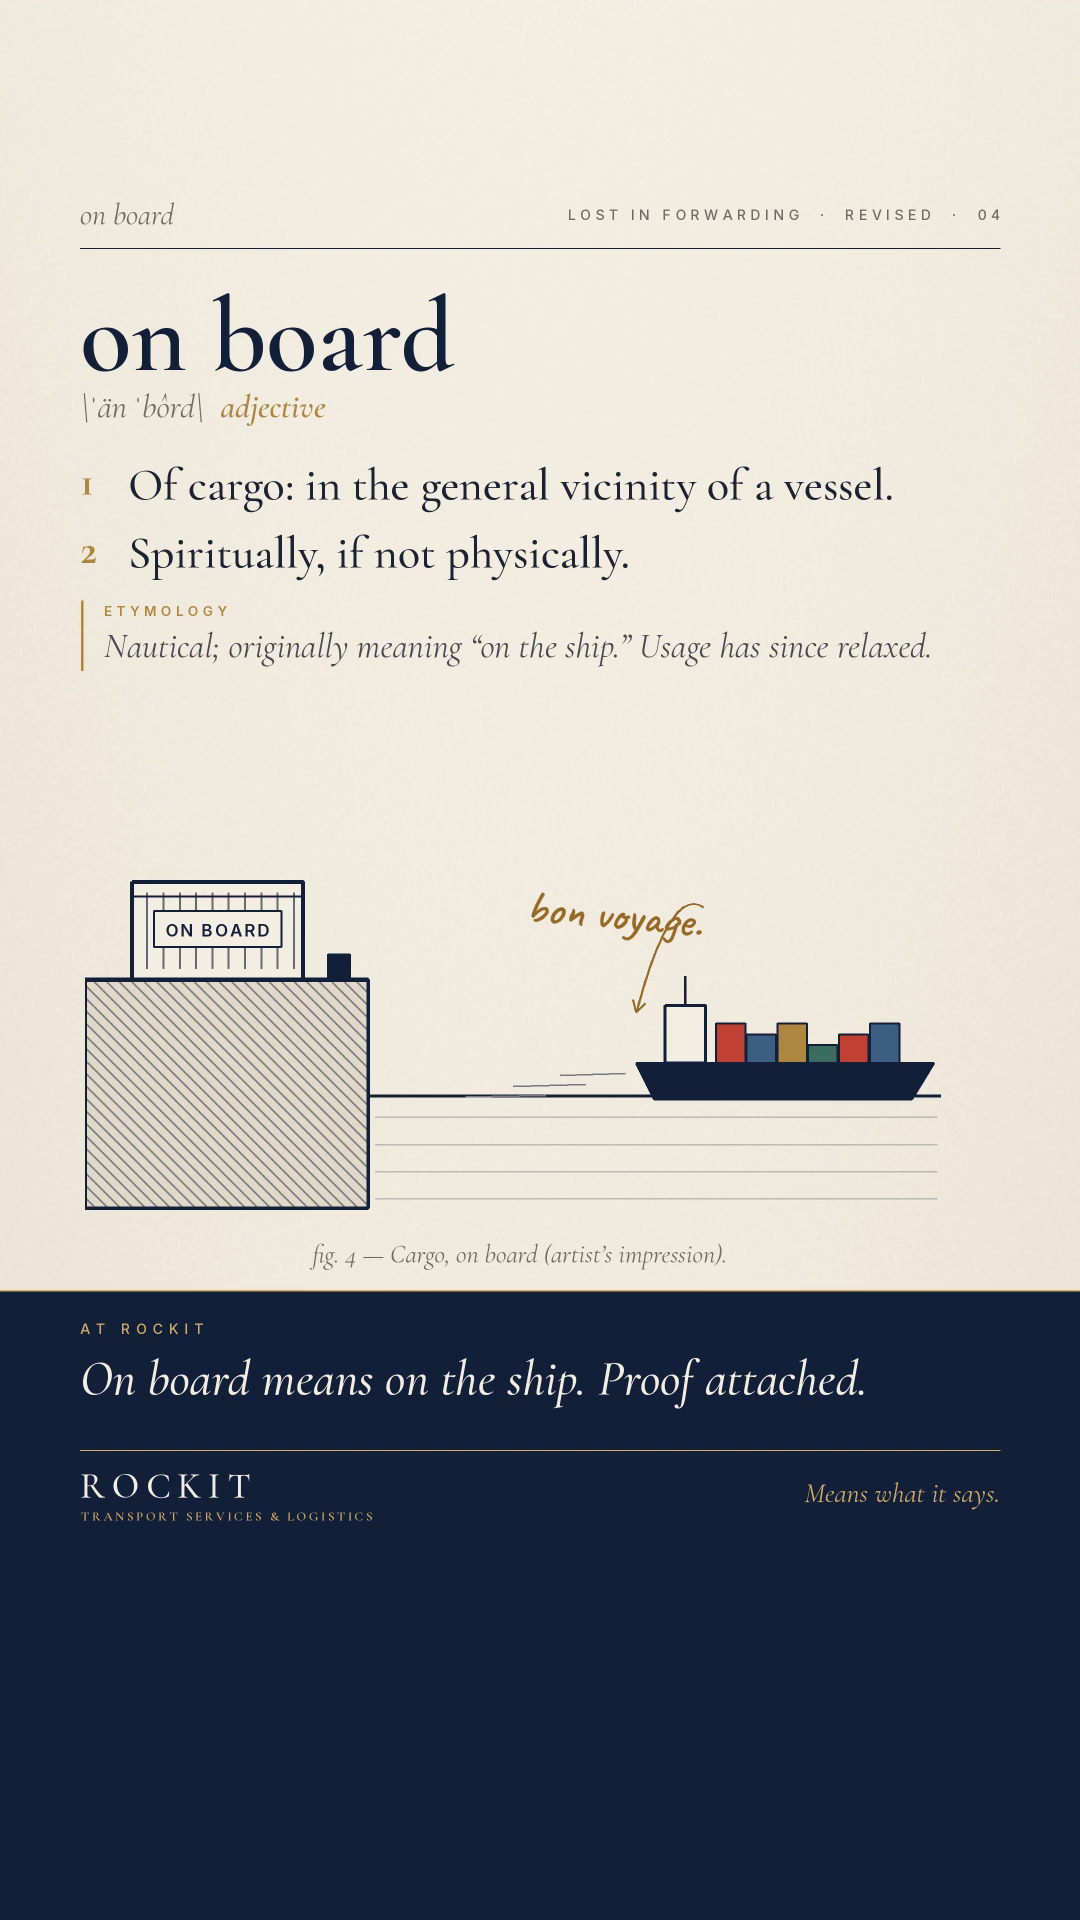 on board
LOST IN FORWARDING · REVISED · 04
on board
\ˈän ˈbȯrd\ adjective
1 Of cargo: in the general vicinity of a vessel.
2 Spiritually, if not physically.
ETYMOLOGY
Nautical; originally meaning “on the ship.” Usage has since relaxed.
ON BOARD
bon voyage.
fig. 4 — Cargo, on board (artist’s impression).
AT ROCKIT
On board means on the ship. Proof attached.
ROCKIT
TRANSPORT SERVICES & LOGISTICS
Means what it says.